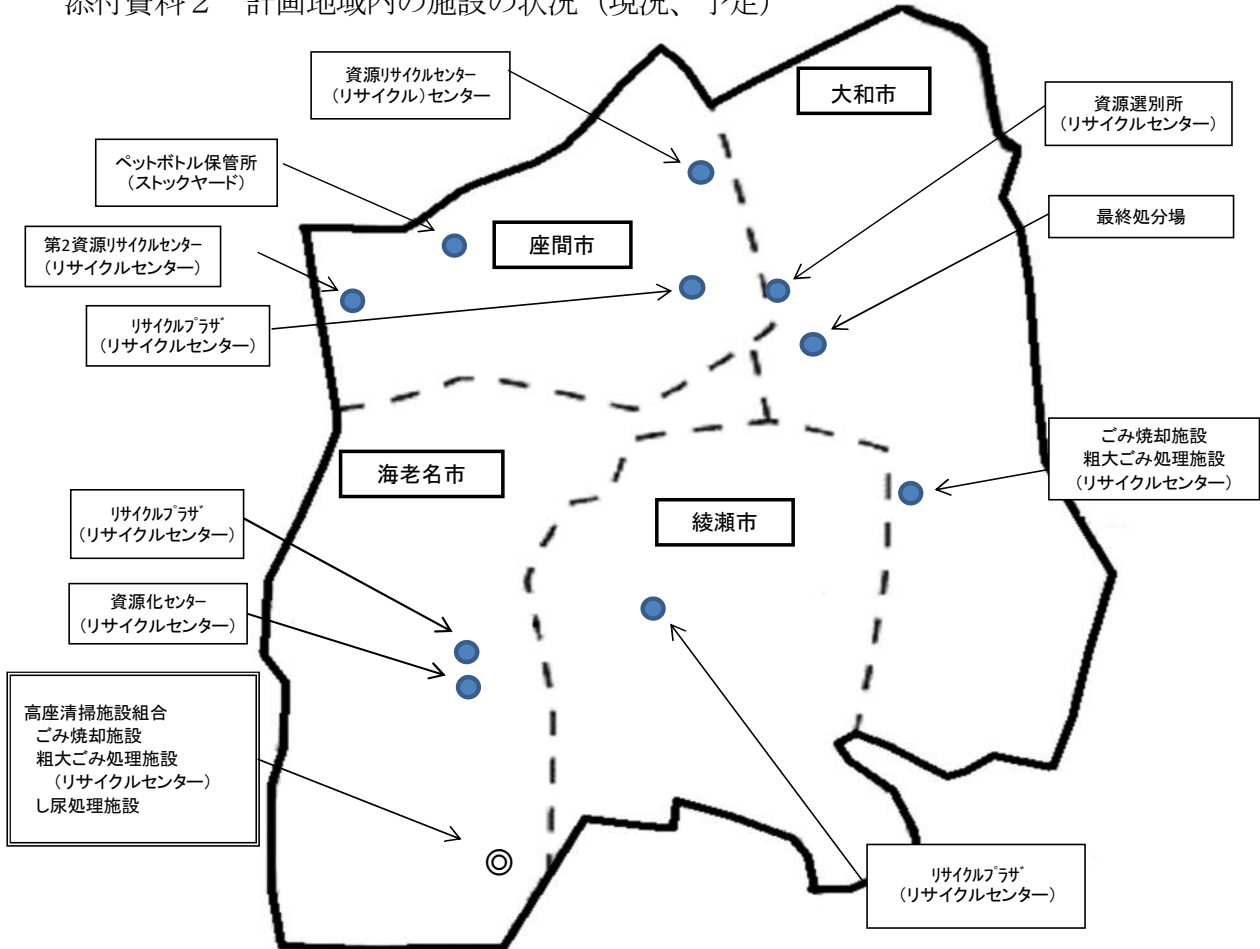 添付資料２　計画地域内の施設の状況（現況、予定）
資源ﾘｻｲｸﾙセンター
（リサイクル）センター
大和市
資源選別所
（リサイクルセンター）
ペットボトル保管所
（ストックヤード）
最終処分場
第2資源ﾘｻｲｸﾙセンター
（リサイクルセンター）
座間市
ﾘｻｲｸﾙﾌﾟﾗｻﾞ
（リサイクルセンター）
ごみ焼却施設
粗大ごみ処理施設
（リサイクルセンター）
海老名市
ﾘｻｲｸﾙﾌﾟﾗｻﾞ
（リサイクルセンター）
綾瀬市
資源化センター
（リサイクルセンター）
高座清掃施設組合
ごみ焼却施設
粗大ごみ処理施設
（リサイクルセンター）
し尿処理施設
ﾘｻｲｸﾙﾌﾟﾗｻﾞ
（リサイクルセンター）